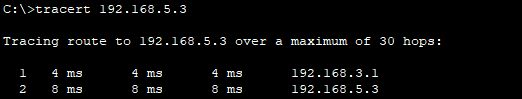 C:\>tracert 192.168.5.3
Tracing route to 192.168.5.3 over a maximum of 30 hops:
1 4 ms 4 ms 4 ms 192.168.3.1
2 8 ms 8 ms 8 ms 192.168.5.3